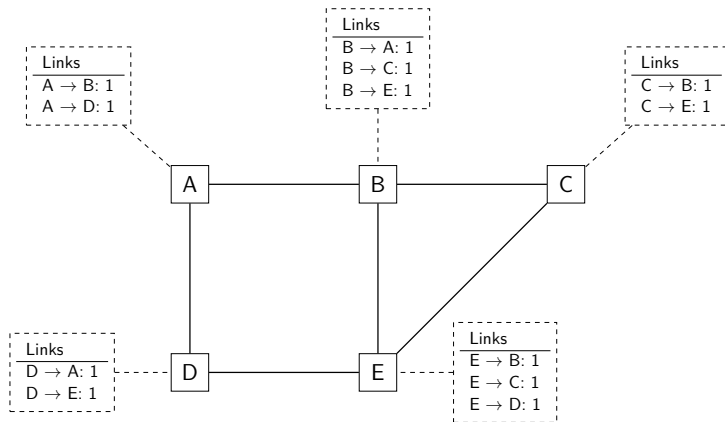 Links
B → A: 1
B → C: 1
B → E: 1
Links
A → B: 1
A → D: 1
Links
C → B: 1
C → E: 1
A
B
C
Links
D → A: 1
D → E: 1
D
E
Links
E → B: 1
E → C: 1
E → D: 1